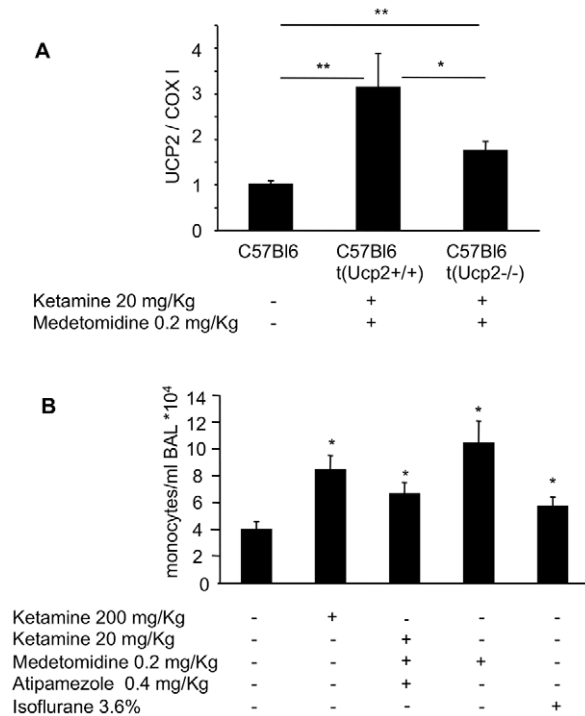 A
**
**
*
UCP2 / COX I
4
3
2
1
0
C57Bl6 C57Bl6 C57Bl6
t(Ucp2+/+) t(Ucp2-/-)
Ketamine 20 mg/Kg - + +
Medetomidine 0.2 mg/Kg - + +
B
monocytes/ml BAL *10⁴
14
12
10
8
6
4
2
0
* * * *
Ketamine 200 mg/Kg - + - - -
Ketamine 20 mg/Kg - - + - -
Medetomidine 0.2 mg/Kg - - + + -
Atipamezole 0.4 mg/Kg - - + - -
Isoflurane 3.6% - - - - +